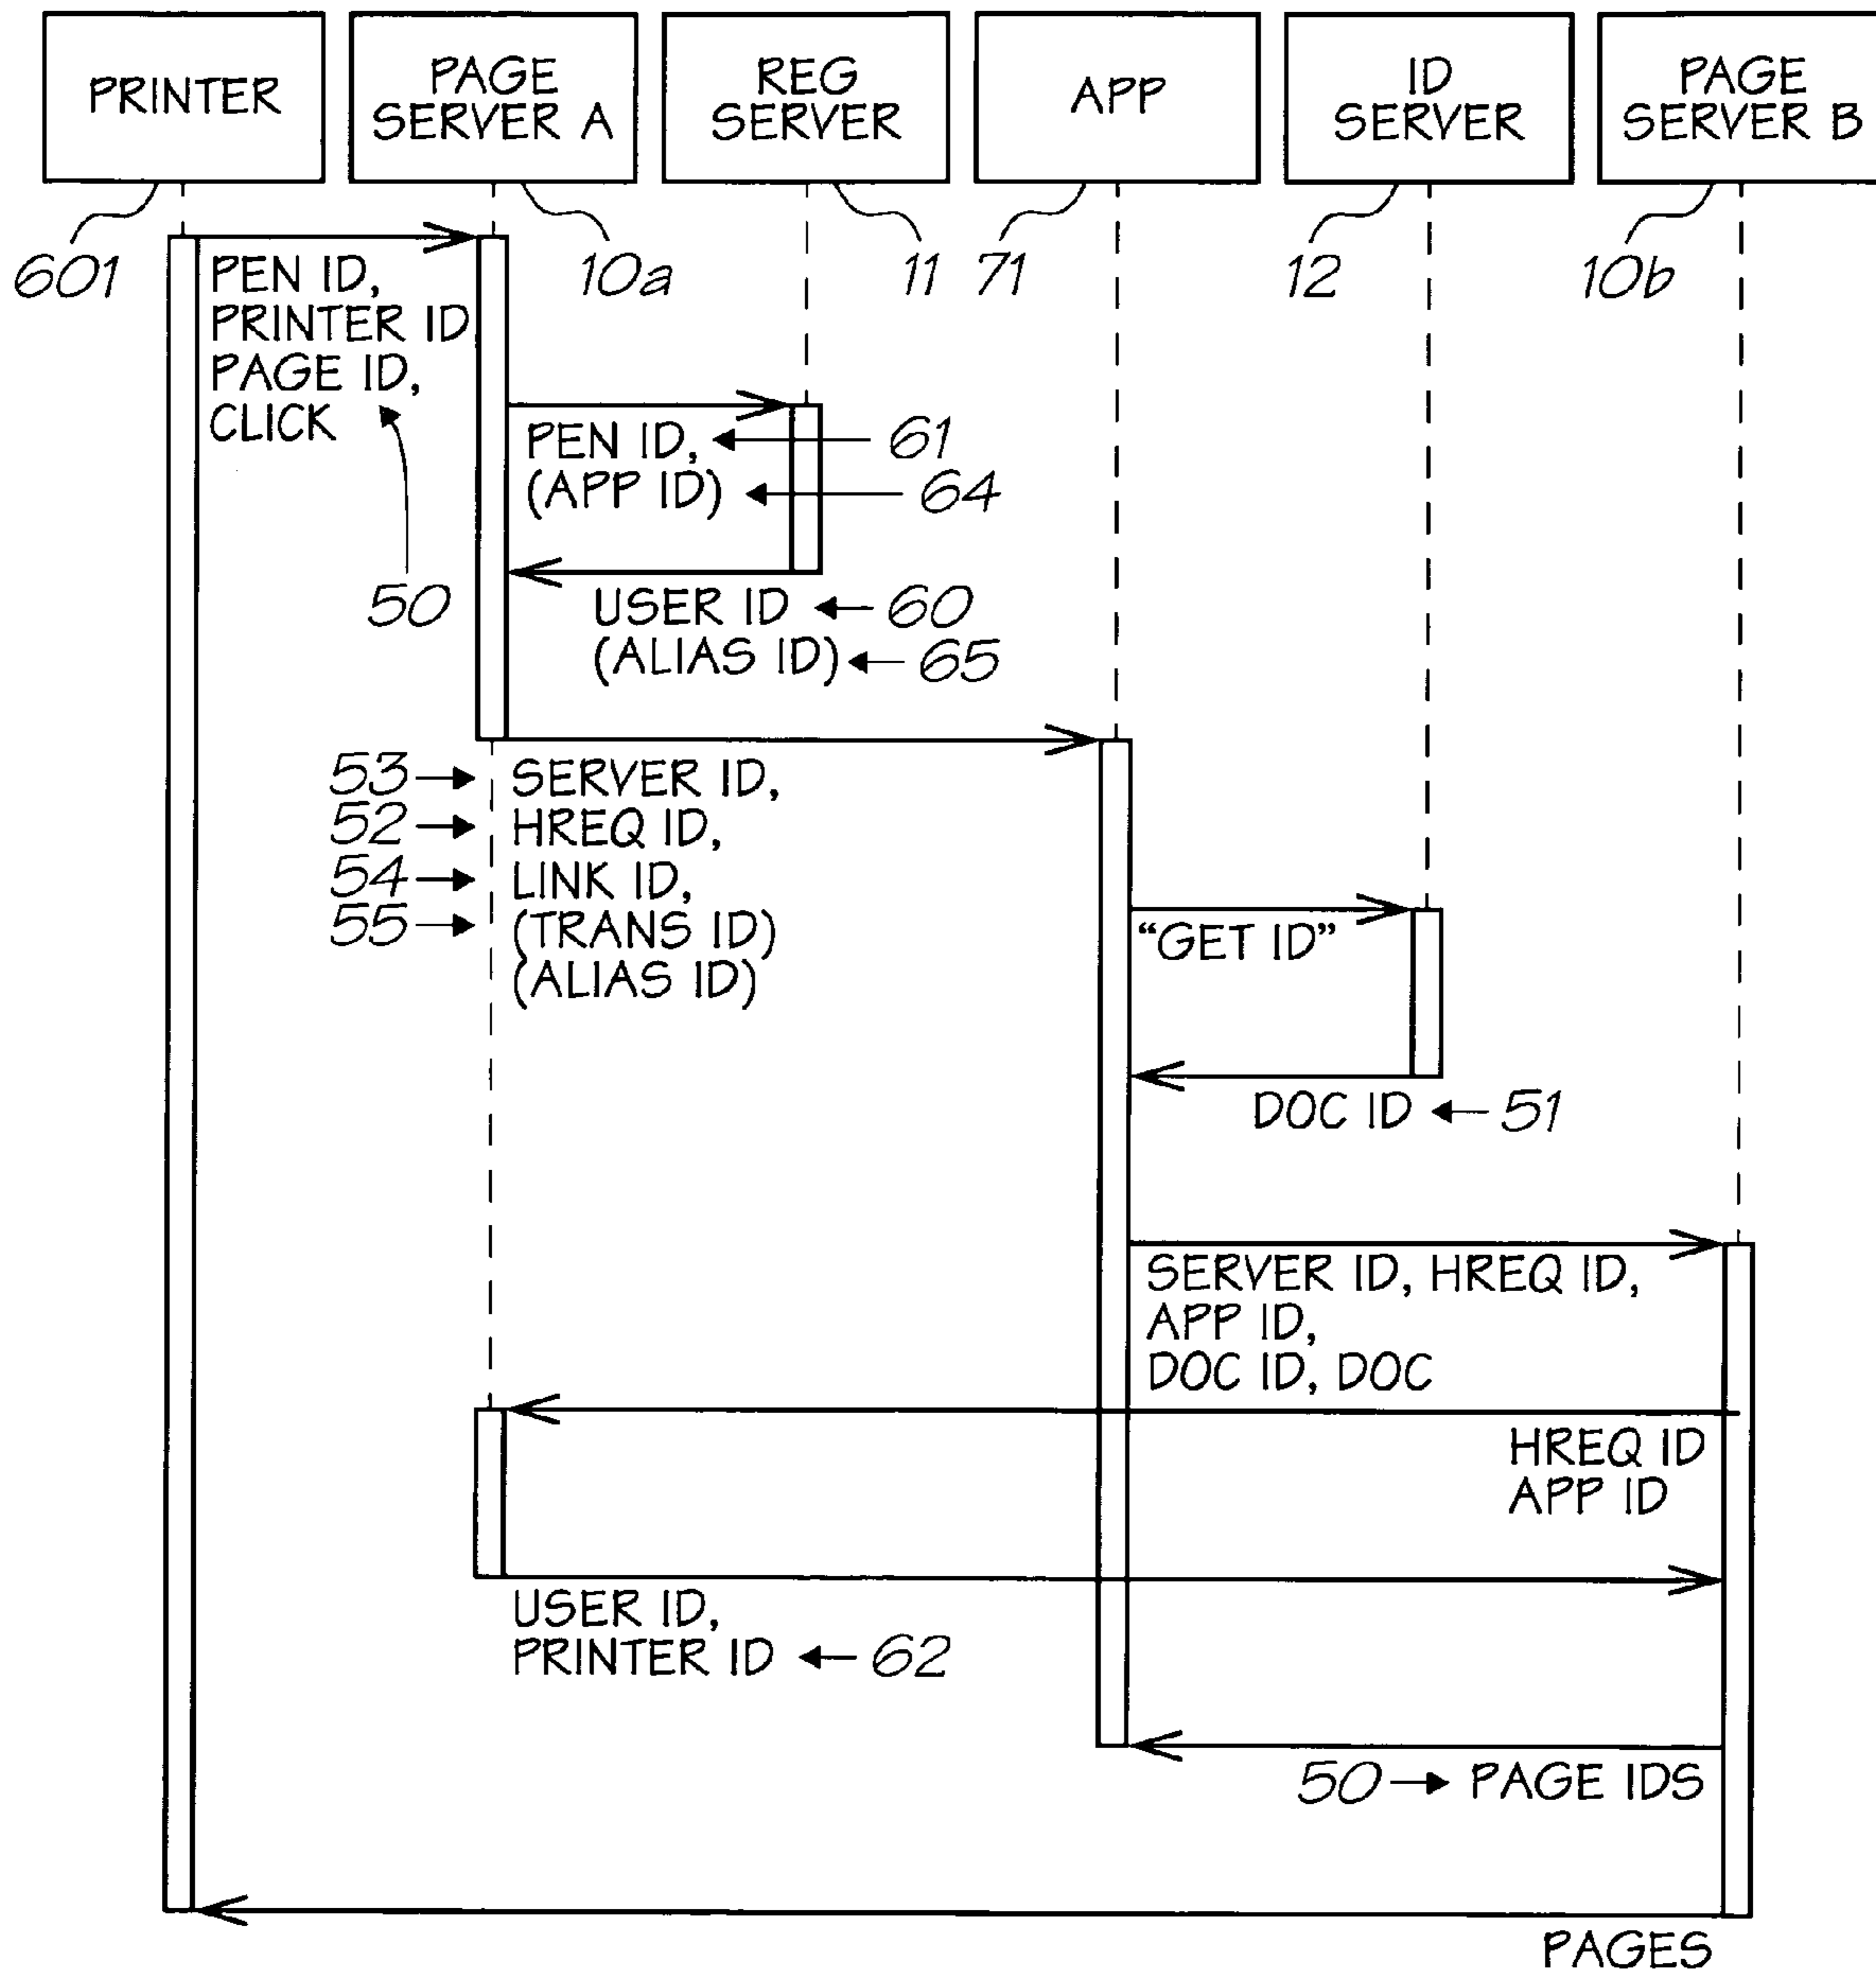 PRINTER
PAGE
SERVER A
REG
SERVER
APP
ID
SERVER
PAGE
SERVER B
601
10a
11
71
12
10b
PEN ID,
PRINTER ID
PAGE ID,
CLICK
50
PEN ID,
61
(APP ID)
64
USER ID
60
(ALIAS ID)
65
53
SERVER ID,
52
HREQ ID,
54
LINK ID,
55
(TRANS ID)
(ALIAS ID)
“GET ID”
DOC ID
51
SERVER ID, HREQ ID,
APP ID,
DOC ID, DOC
HREQ ID
APP ID
USER ID,
PRINTER ID
62
50
PAGE IDS
PAGES